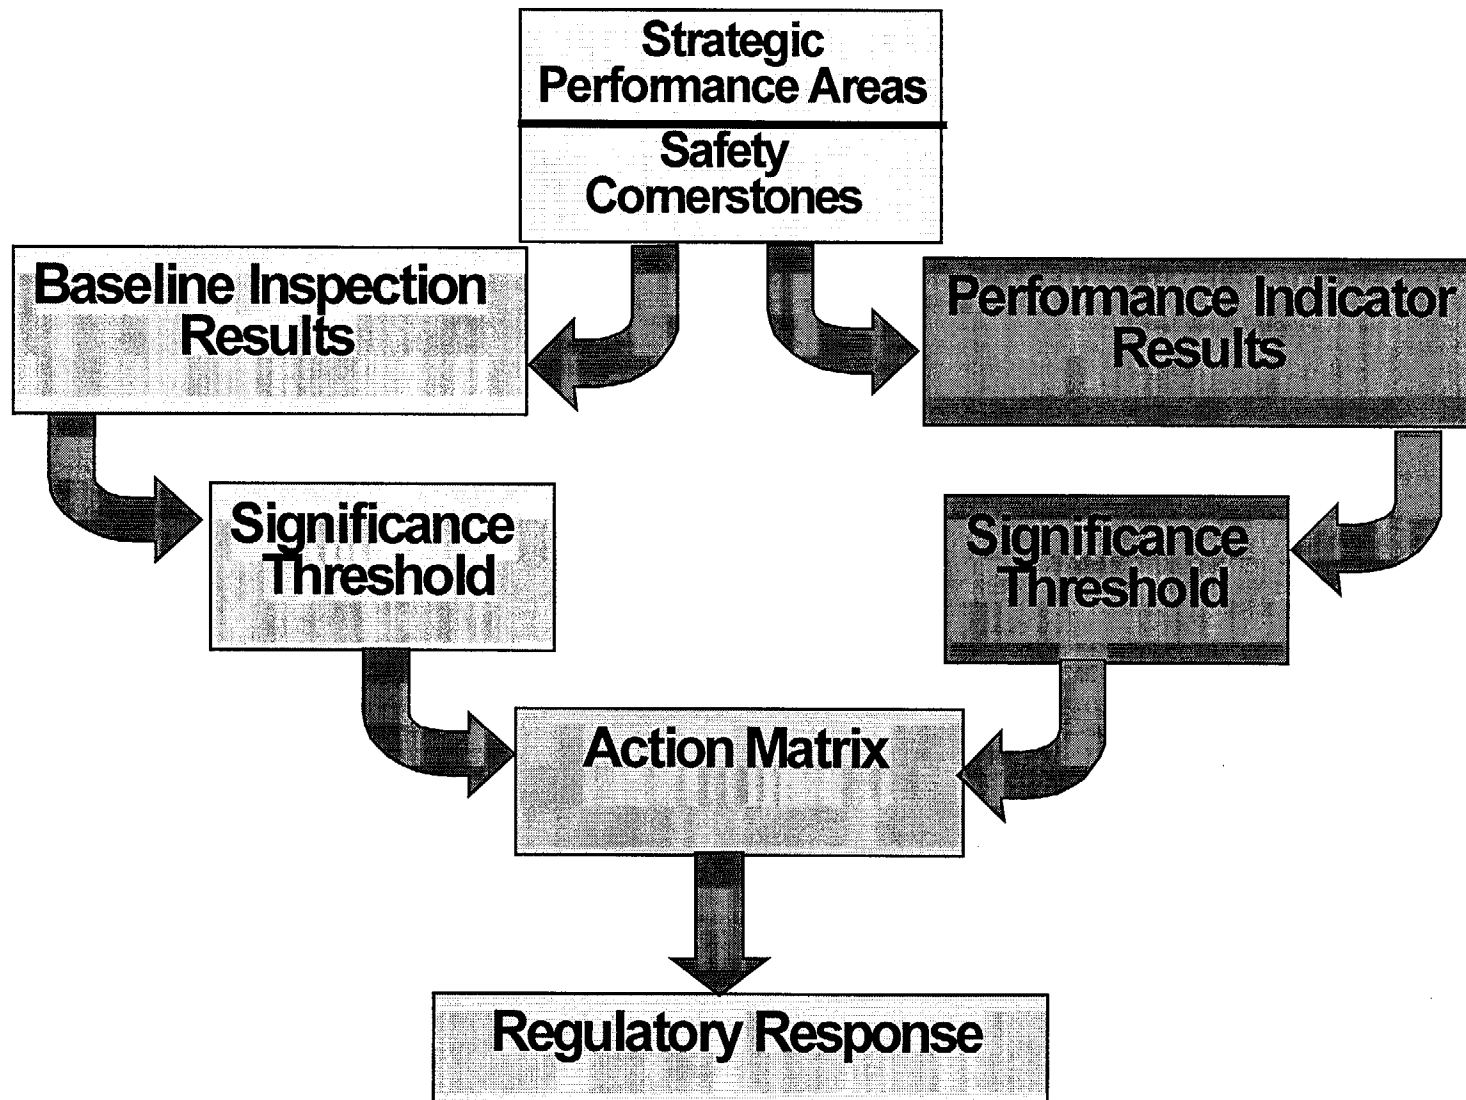 Strategic
Performance Areas
Safety
Cornerstones
Baseline Inspection
Results
Performance Indicator
Results
Significance
Threshold
Significance
Threshold
Action Matrix
Regulatory Response